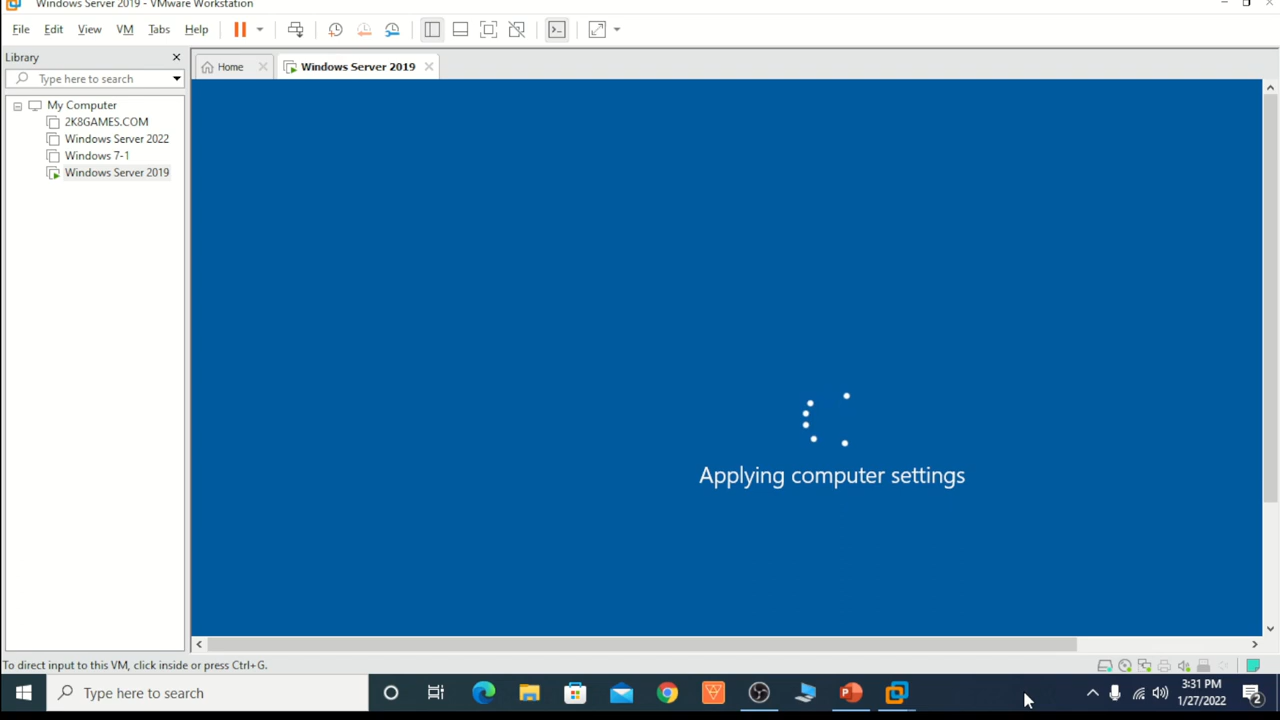 Windows Server 2019 - VMware Workstation
File Edit View VM Tabs Help
Library
Home
Windows Server 2019
Type here to search
My Computer
2K8GAMES.COM
Windows Server 2022
Windows 7-1
Windows Server 2019
Applying computer settings
To direct input to this VM, click inside or press Ctrl+G.
Type here to search
3:31 PM
1/27/2022
2